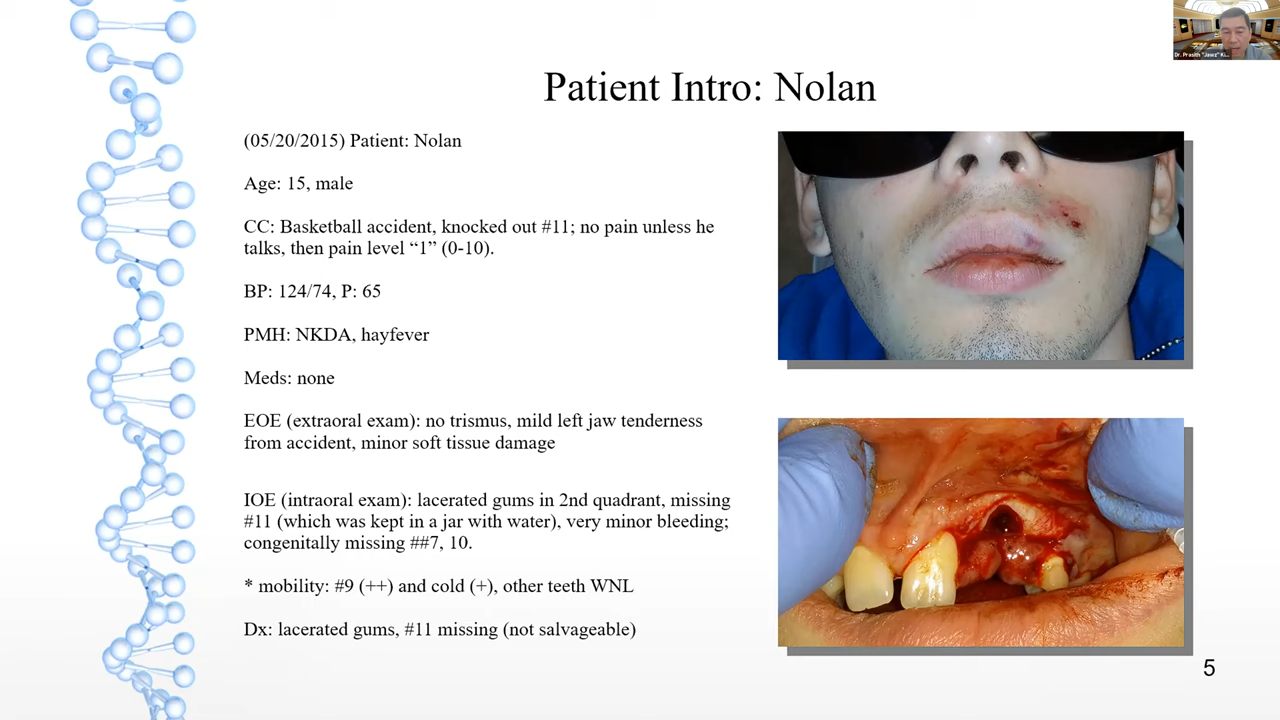 Dr. Prasith "Jawz" Ki...
Patient Intro: Nolan
(05/20/2015) Patient: Nolan
Age: 15, male
CC: Basketball accident, knocked out #11; no pain unless he
talks, then pain level “1” (0-10).
BP: 124/74, P: 65
PMH: NKDA, hayfever
Meds: none
EOE (extraoral exam): no trismus, mild left jaw tenderness
from accident, minor soft tissue damage
IOE (intraoral exam): lacerated gums in 2nd quadrant, missing
#11 (which was kept in a jar with water), very minor bleeding;
congenitally missing ##7, 10.
* mobility: #9 (++) and cold (+), other teeth WNL
Dx: lacerated gums, #11 missing (not salvageable)
5